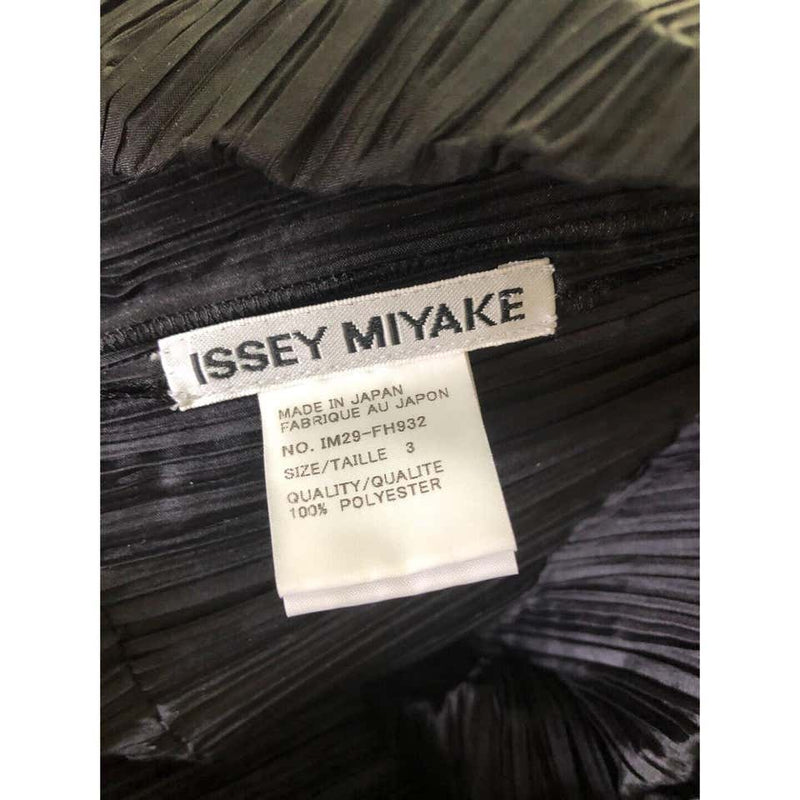 ISSEY MIYAKE
MADE IN JAPAN
FABRIQUE AU JAPON
NO. IM29-FH932
SIZE/TAILLE 3
QUALITY/QUALITE
100% POLYESTER